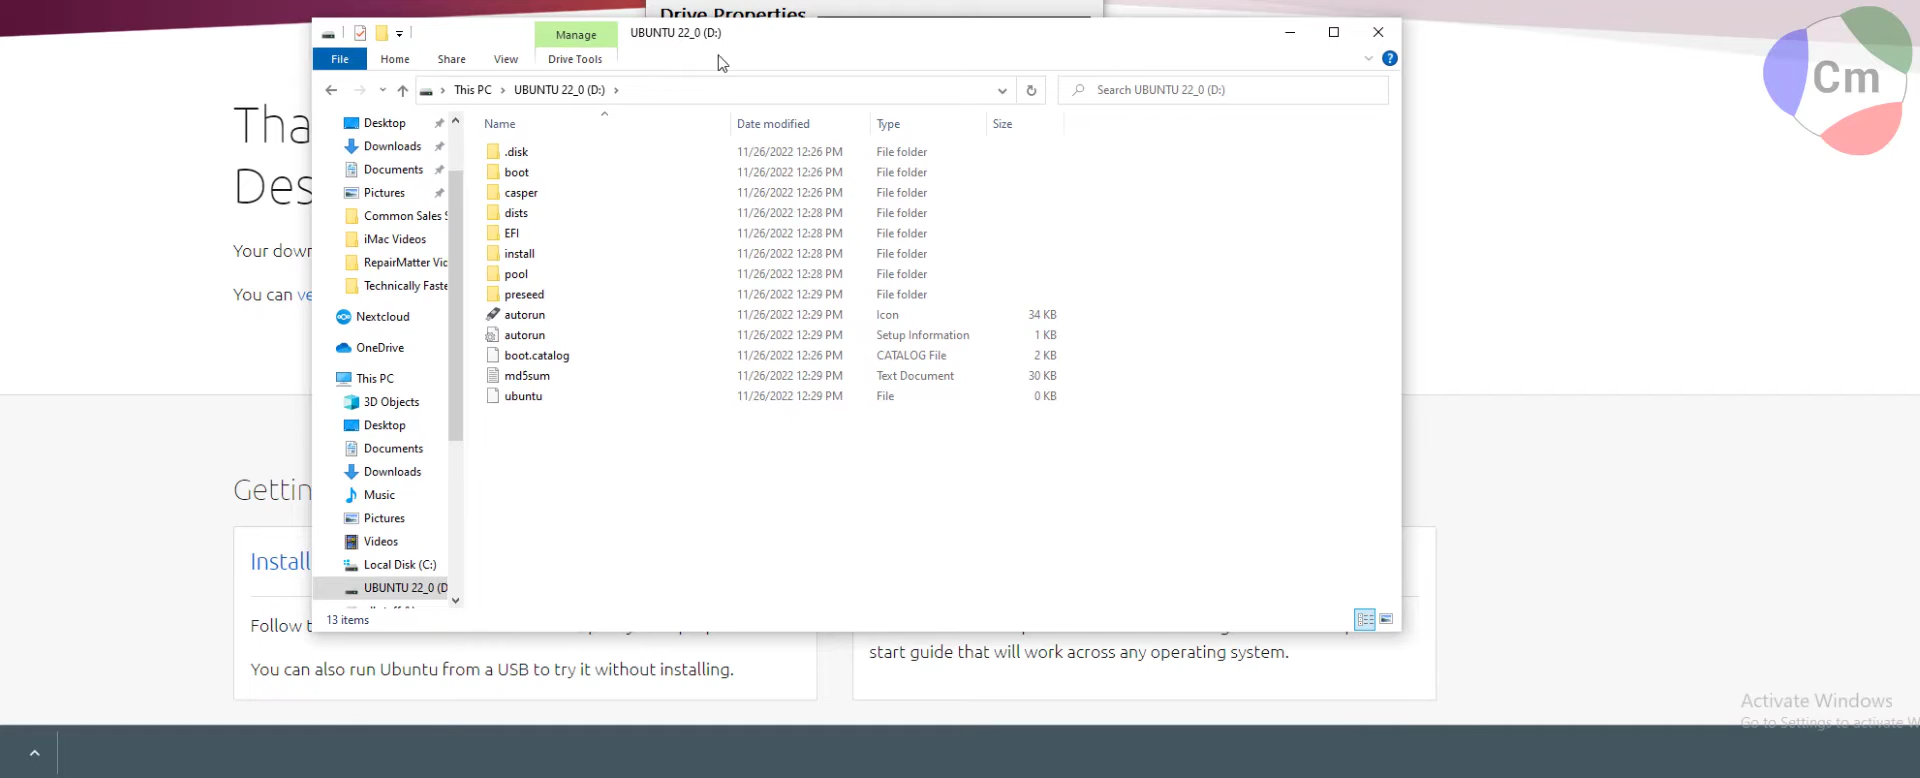 Drive Properties
Manage
UBUNTU 22_0 (D:)
File
Home
Share
View
Drive Tools
This PC
UBUNTU 22_0 (D:)
Search UBUNTU 22_0 (D:)
Cm
Tha
Des
Your down
You can ve
Desktop
Downloads
Documents
Pictures
Common Sales S
iMac Videos
RepairMatter Vid
Technically Faste
Nextcloud
OneDrive
This PC
3D Objects
Desktop
Documents
Downloads
Music
Pictures
Videos
Local Disk (C:)
UBUNTU 22_0 (D
Name Date modified Type Size
.disk 11/26/2022 12:26 PM File folder
boot 11/26/2022 12:26 PM File folder
casper 11/26/2022 12:26 PM File folder
dists 11/26/2022 12:28 PM File folder
EFI 11/26/2022 12:28 PM File folder
install 11/26/2022 12:28 PM File folder
pool 11/26/2022 12:28 PM File folder
preseed 11/26/2022 12:29 PM File folder
autorun 11/26/2022 12:29 PM Icon 34 KB
autorun 11/26/2022 12:29 PM Setup Information 1 KB
boot.catalog 11/26/2022 12:26 PM CATALOG File 2 KB
md5sum 11/26/2022 12:29 PM Text Document 30 KB
ubuntu 11/26/2022 12:29 PM File 0 KB
13 items
Gettin
Install
Follow t
You can also run Ubuntu from a USB to try it without installing.
start guide that will work across any operating system.
Activate Windows
Go to Settings to activate W